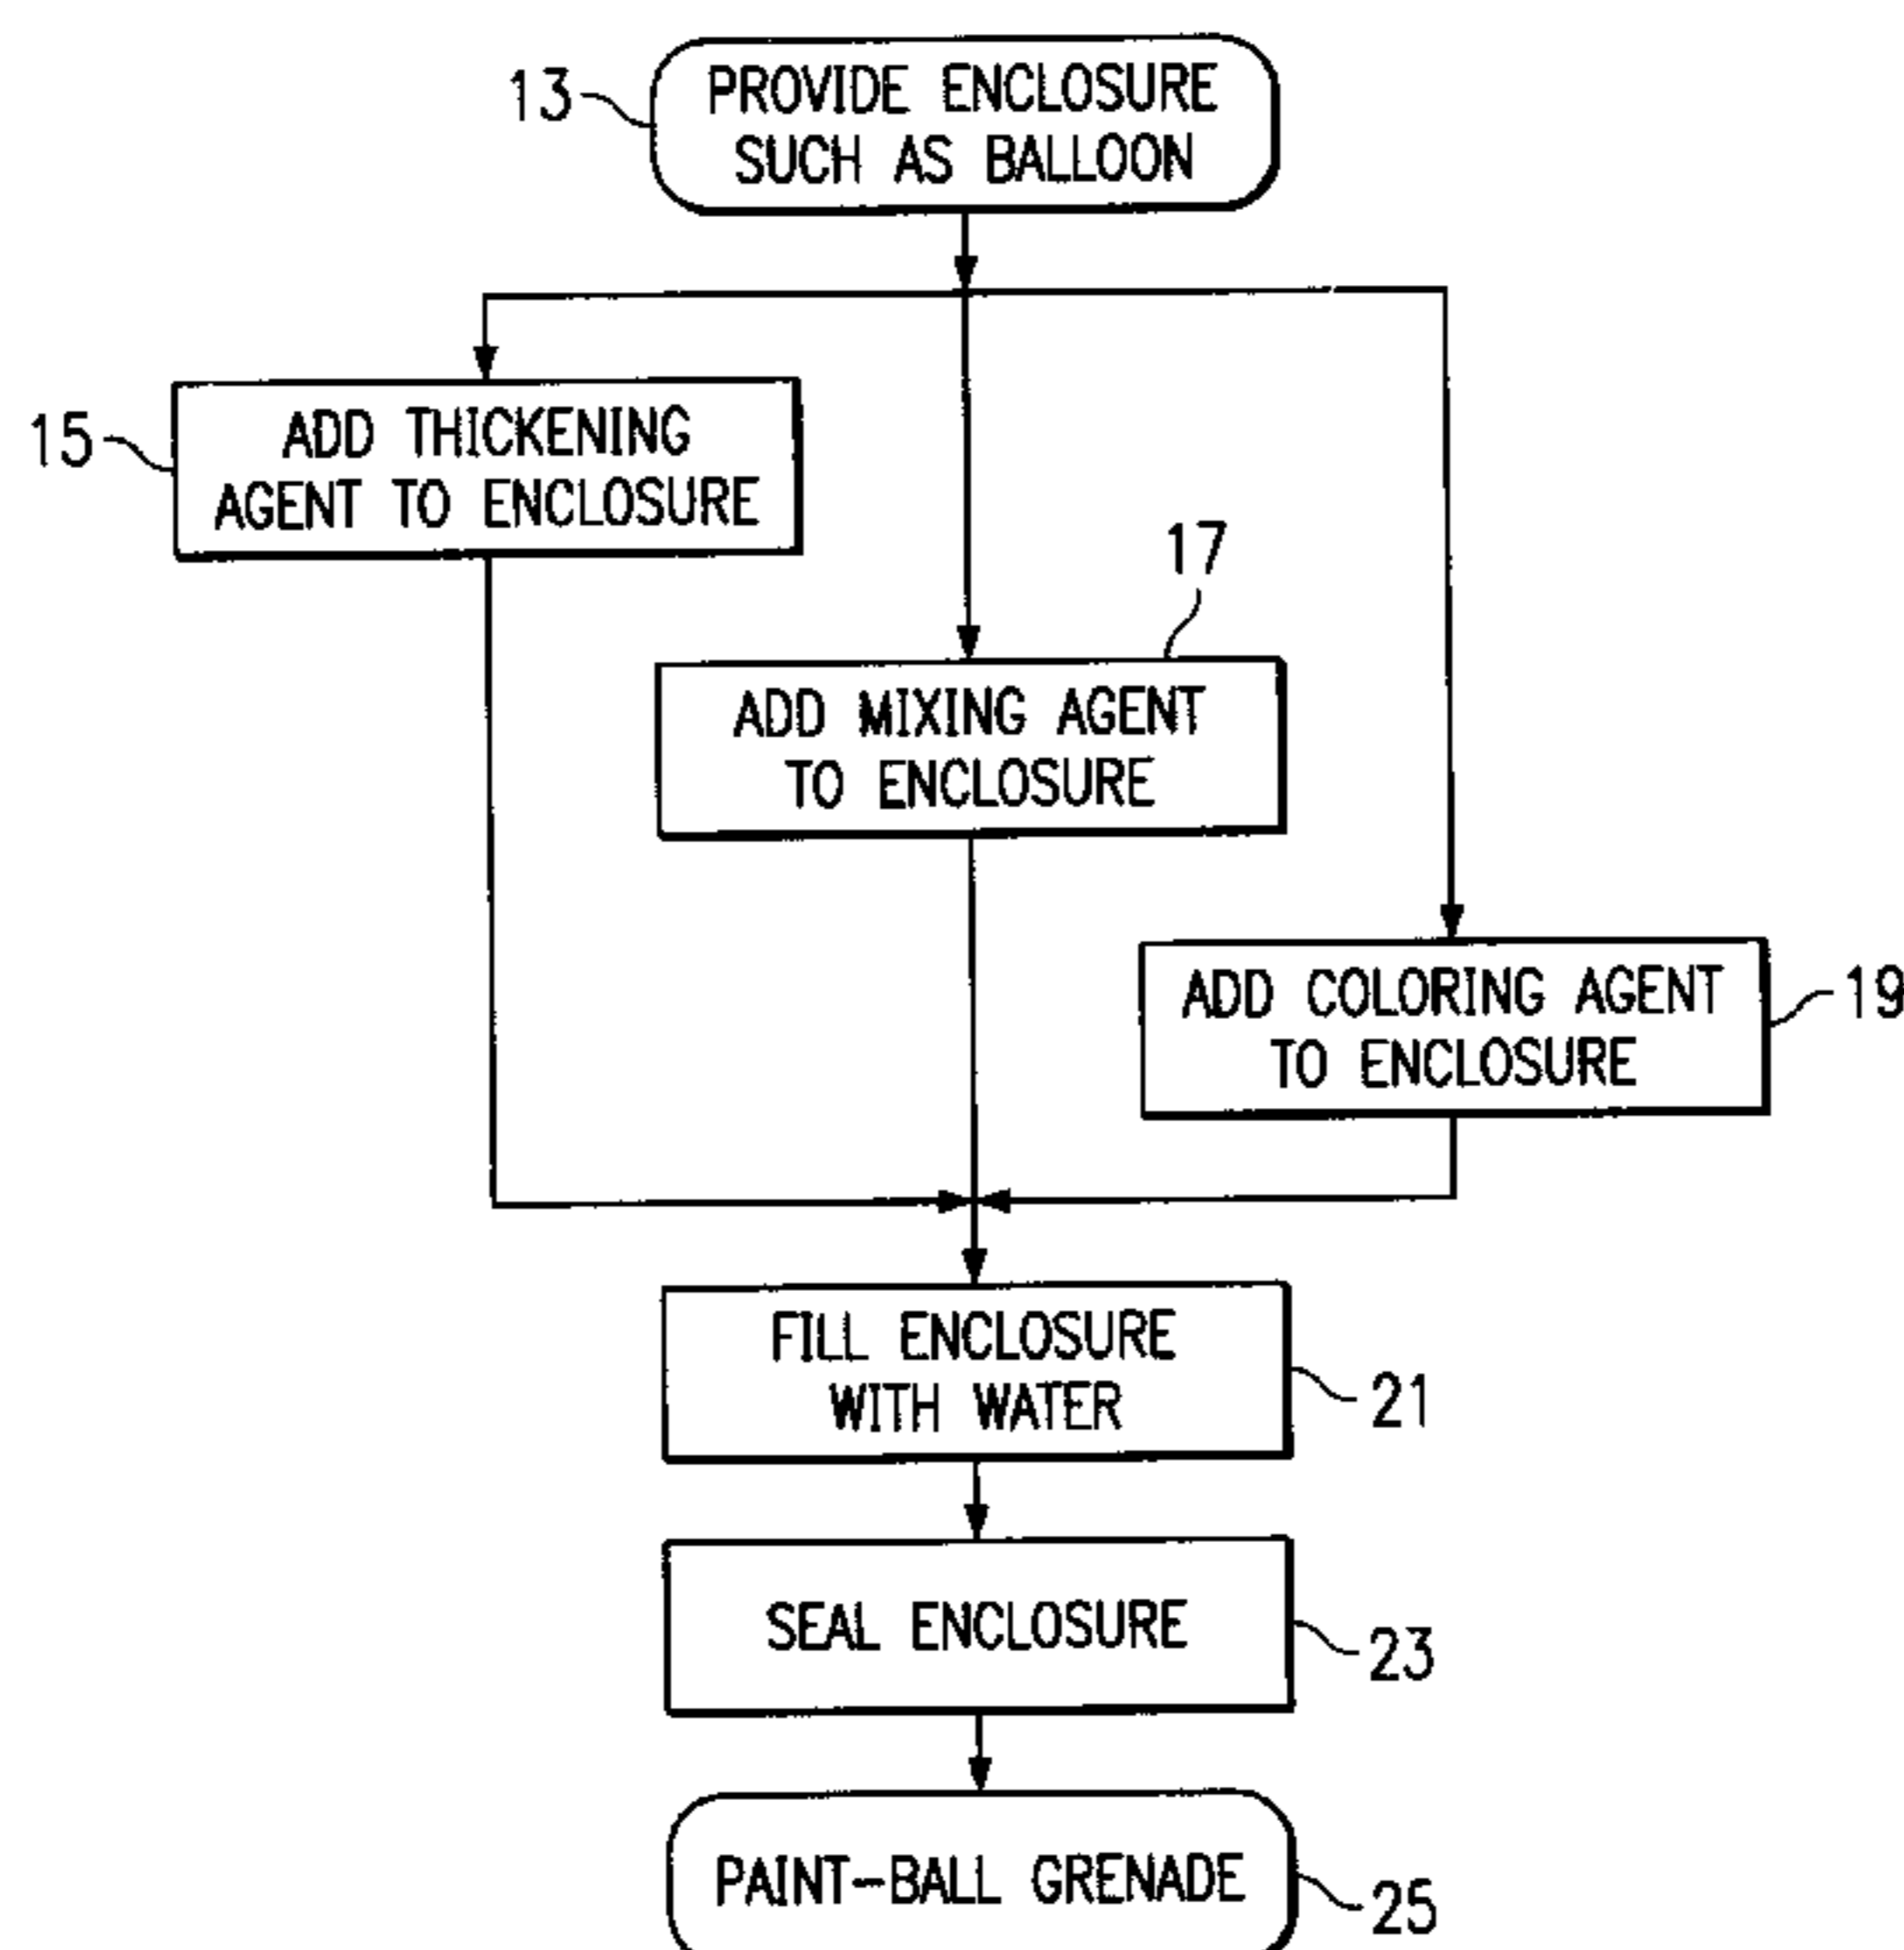 13
PROVIDE ENCLOSURE
SUCH AS BALLOON
15
ADD THICKENING
AGENT TO ENCLOSURE
17
ADD MIXING AGENT
TO ENCLOSURE
ADD COLORING AGENT
TO ENCLOSURE
19
FILL ENCLOSURE
WITH WATER
21
SEAL ENCLOSURE
23
PAINT-BALL GRENADE
25